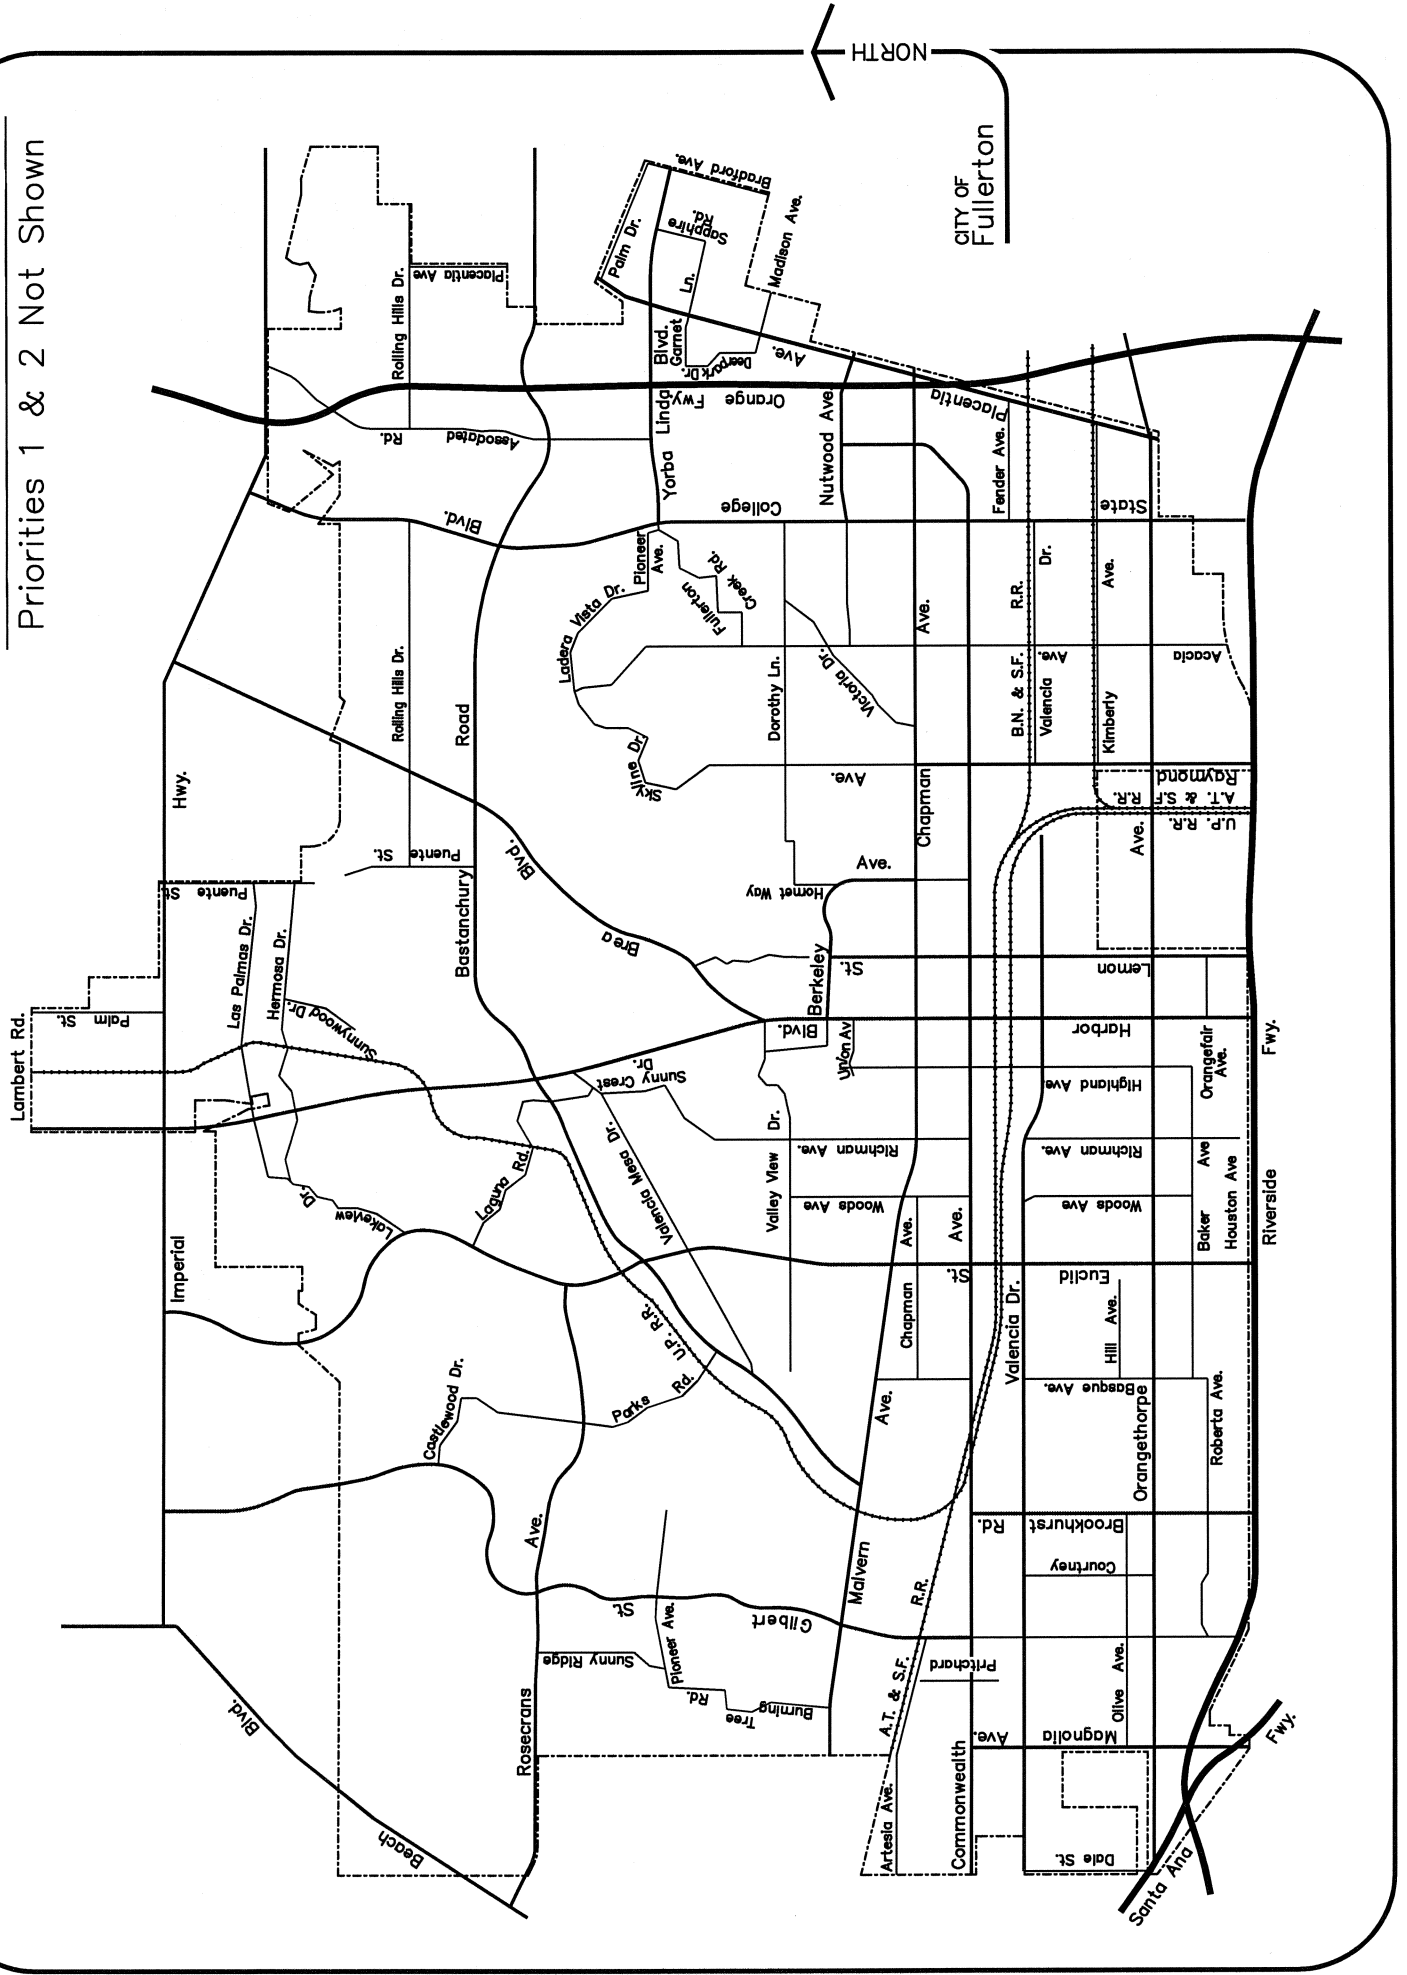 Priorities 1 & 2 Not Shown
NORTH
CITY OF
Fullerton
Lambert Rd.
Palm St.
Puente St.
Las Palmas Dr.
Hermosa Dr.
Sunnywood Dr.
Imperial
Hwy.
Rolling Hills Dr.
Rolling Hills Dr.
Placentia Ave
Associated
Rd.
Blvd.
Puente St.
Bastanchury
Road
Blvd.
Brea
Palm Dr.
Bradford Ave.
Sapphire
Rd.
Madison Ave.
Garnet
Ln.
Deerpark Dr.
Ave.
Placentia
Yorba
Linda
Blvd.
Orange
Fwy.
Nutwood Ave.
College
State
Fender Ave.
Pioneer
Ave.
Ladera Vista Dr.
Fullerton
Creek Rd.
Skyline Dr.
Dorothy Ln.
Victoria Dr.
Acacia
Ave.
Raymond
Ave.
Chapman
Ave.
B.N. & S.F.
R.R.
Valencia
Dr.
Kimberly
Ave.
A.T. & S.F. R.R.
U.P. R.R.
Ave.
Hornet Way
Ave.
Berkeley
Lemon
St.
Harbor
Blvd.
Union Av
Highland Ave
Orangefair
Ave.
Fwy.
Sunny Crest
Dr.
Richman Ave
Richman Ave
Valley View
Dr.
Valencia Mesa Dr.
Laguna Rd.
Lakeview
Dr.
Woods Ave
Woods Ave
Baker
Ave
Houston Ave
Riverside
Euclid
St.
Chapman
Ave.
Ave.
Valencia Dr.
Hill Ave.
Basque Ave.
Orangethorpe
Roberta Ave.
U.P. R.R.
Parks
Rd.
Castlewood Dr.
Malvern
Ave.
Brookhurst
Rd.
Courtney
Rosecrans
Ave.
Gilbert
St.
Pioneer Ave.
Sunny Ridge
Burning
Tree
Rd.
A.T. & S.F.
R.R.
Pritchard
Olive Ave.
Magnolia
Ave.
Artesia Ave.
Commonwealth
Dale St.
Beach
Blvd.
Santa Ana
Fwy.